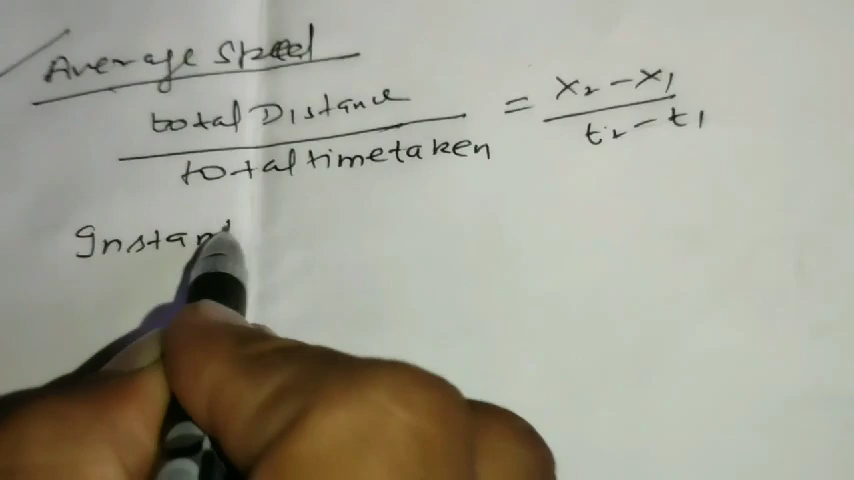 Average Speed
total Distance / total time taken = x₂ - x₁ / t₂ - t₁
Instan